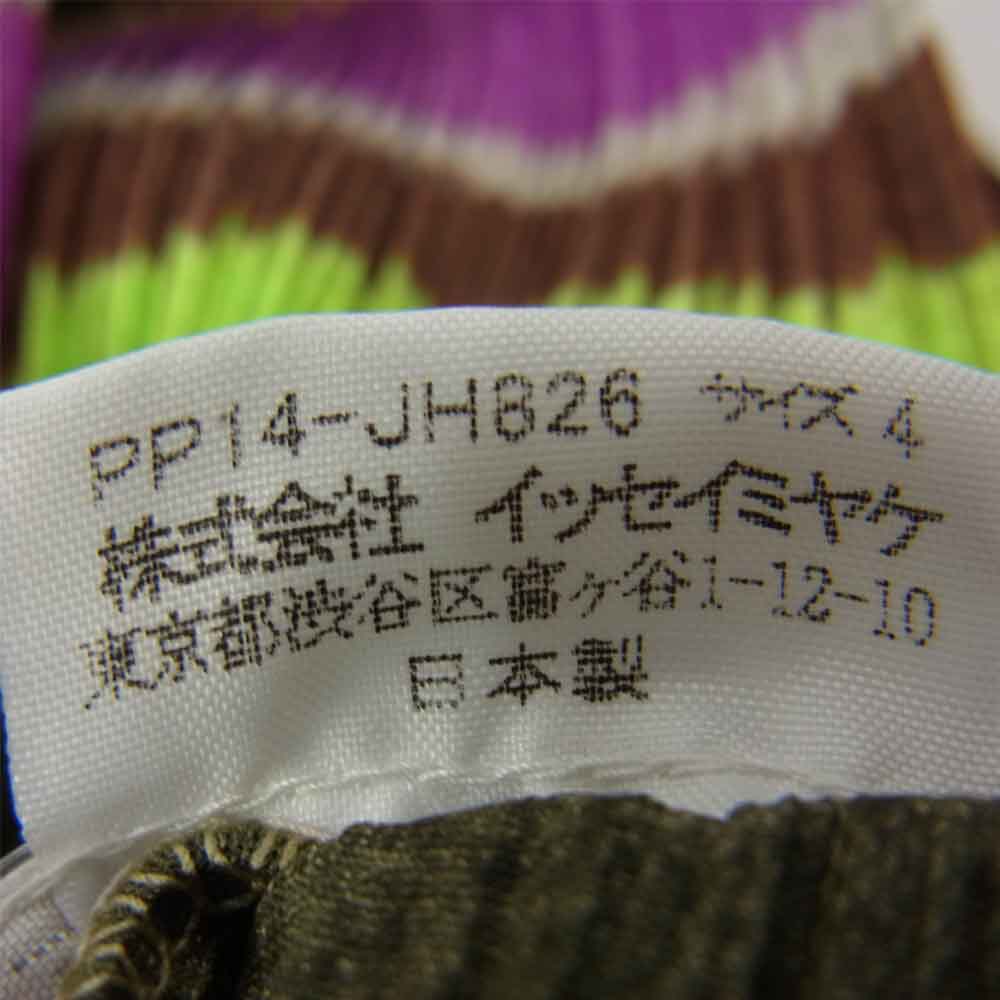 PP14-JH826 サイズ 4
株式会社 イッセイミヤケ
東京都渋谷区富ヶ谷1-12-10
日本製